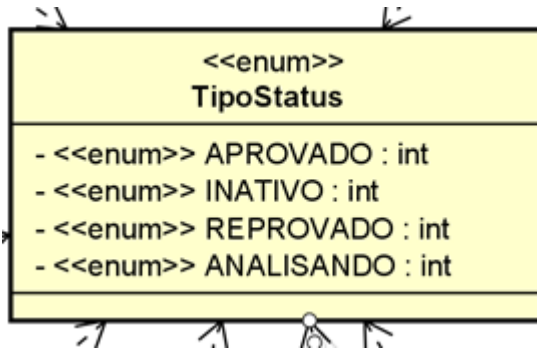 <<enum>>
TipoStatus
- <<enum>> APROVADO : int
- <<enum>> INATIVO : int
- <<enum>> REPROVADO : int
- <<enum>> ANALISANDO : int